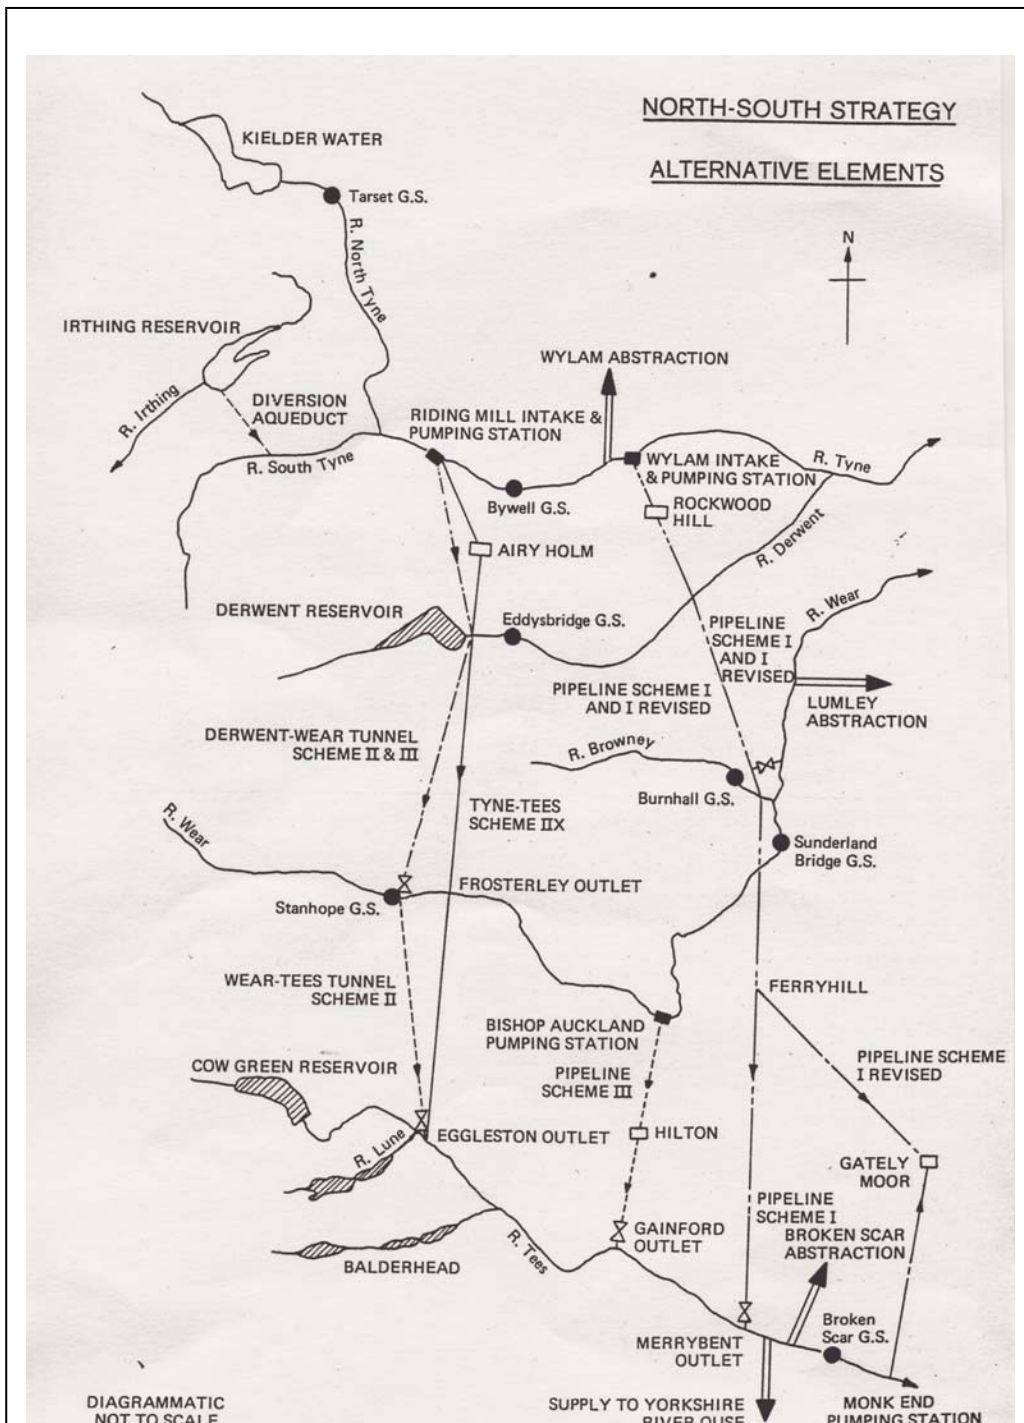 NORTH-SOUTH STRATEGY
ALTERNATIVE ELEMENTS
KIELDER WATER
Tarset G.S.
R. North Tyne
N
IRTHING RESERVOIR
R. Irthing
DIVERSION
AQUEDUCT
R. South Tyne
WYLAM ABSTRACTION
RIDING MILL INTAKE &
PUMPING STATION
WYLAM INTAKE
& PUMPING STATION
R. Tyne
Bywell G.S.
ROCKWOOD
HILL
AIRY HOLM
R. Derwent
DERWENT RESERVOIR
Eddysbridge G.S.
R. Wear
PIPELINE
SCHEME I
AND I
REVISED
PIPELINE SCHEME I
AND I REVISED
LUMLEY
ABSTRACTION
DERWENT-WEAR TUNNEL
SCHEME II & III
R. Browney
Burnhall G.S.
TYNE-TEES
SCHEME IIX
R. Wear
Sunderland
Bridge G.S.
FROSTERLEY OUTLET
Stanhope G.S.
WEAR-TEES TUNNEL
SCHEME II
FERRYHILL
BISHOP AUCKLAND
PUMPING STATION
PIPELINE SCHEME
I REVISED
COW GREEN RESERVOIR
PIPELINE
SCHEME III
R. Lune
EGGLESTON OUTLET
HILTON
GATELY
MOOR
PIPELINE
SCHEME I
GAINFORD
OUTLET
BROKEN SCAR
ABSTRACTION
R. Tees
BALDERHEAD
Broken
Scar G.S.
MERRYBENT
OUTLET
DIAGRAMMATIC
NOT TO SCALE
SUPPLY TO YORKSHIRE
RIVER OUSE
MONK END
PUMPING STATION